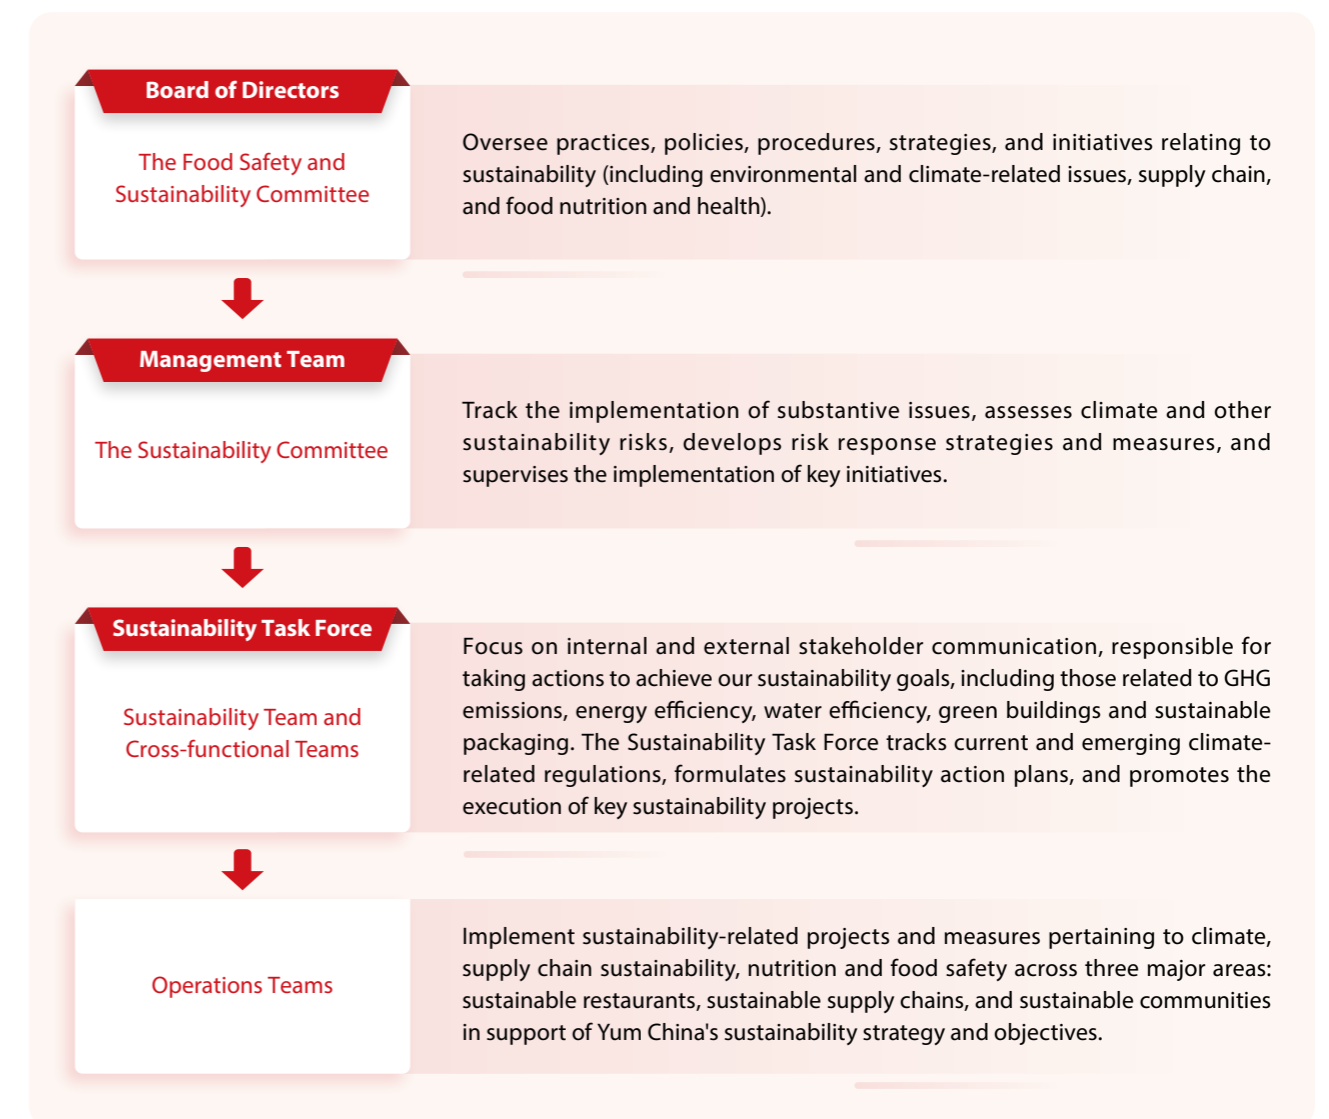 Board of Directors
The Food Safety and
Sustainability Committee
Oversee practices, policies, procedures, strategies, and initiatives relating to
sustainability (including environmental and climate-related issues, supply chain,
and food nutrition and health).
Management Team
The Sustainability Committee
Track the implementation of substantive issues, assesses climate and other
sustainability risks, develops risk response strategies and measures, and
supervises the implementation of key initiatives.
Sustainability Task Force
Sustainability Team and
Cross-functional Teams
Focus on internal and external stakeholder communication, responsible for
taking actions to achieve our sustainability goals, including those related to GHG
emissions, energy efficiency, water efficiency, green buildings and sustainable
packaging. The Sustainability Task Force tracks current and emerging climate-
related regulations, formulates sustainability action plans, and promotes the
execution of key sustainability projects.
Operations Teams
Implement sustainability-related projects and measures pertaining to climate,
supply chain sustainability, nutrition and food safety across three major areas:
sustainable restaurants, sustainable supply chains, and sustainable communities
in support of Yum China's sustainability strategy and objectives.